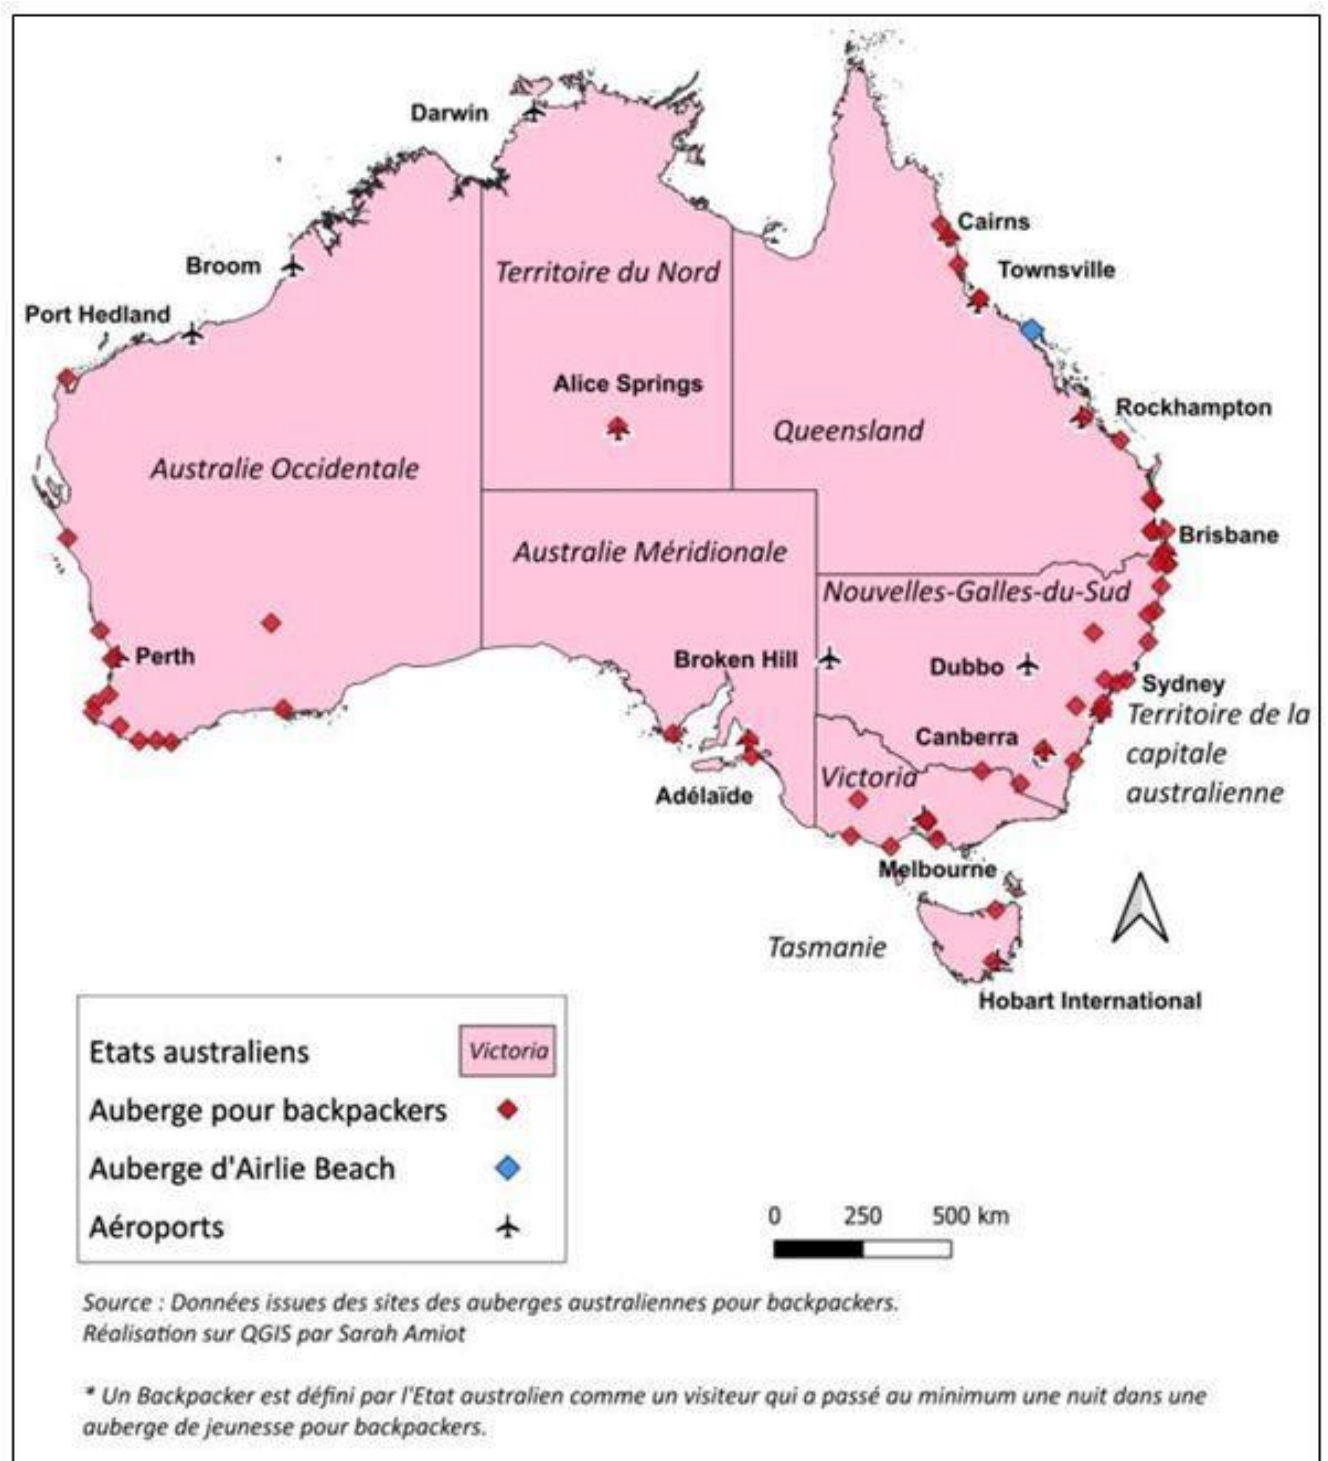 Darwin
Cairns
Broom
Territoire du Nord
Townsville
Port Hedland
Alice Springs
Rockhampton
Queensland
Australie Occidentale
Brisbane
Australie Méridionale
Nouvelles-Galles-du-Sud
Perth
Broken Hill
Dubbo
Sydney
Territoire de la
capitale
australienne
Canberra
Victoria
Adélaïde
Melbourne
Tasmanie
Hobart International
Etats australiens
Victoria
Auberge pour backpackers
Auberge d'Airlie Beach
Aéroports
0 250 500 km
Source : Données issues des sites des auberges australiennes pour backpackers.
Réalisation sur QGIS par Sarah Amiot
* Un Backpacker est défini par l'Etat australien comme un visiteur qui a passé au minimum une nuit dans une
auberge de jeunesse pour backpackers.